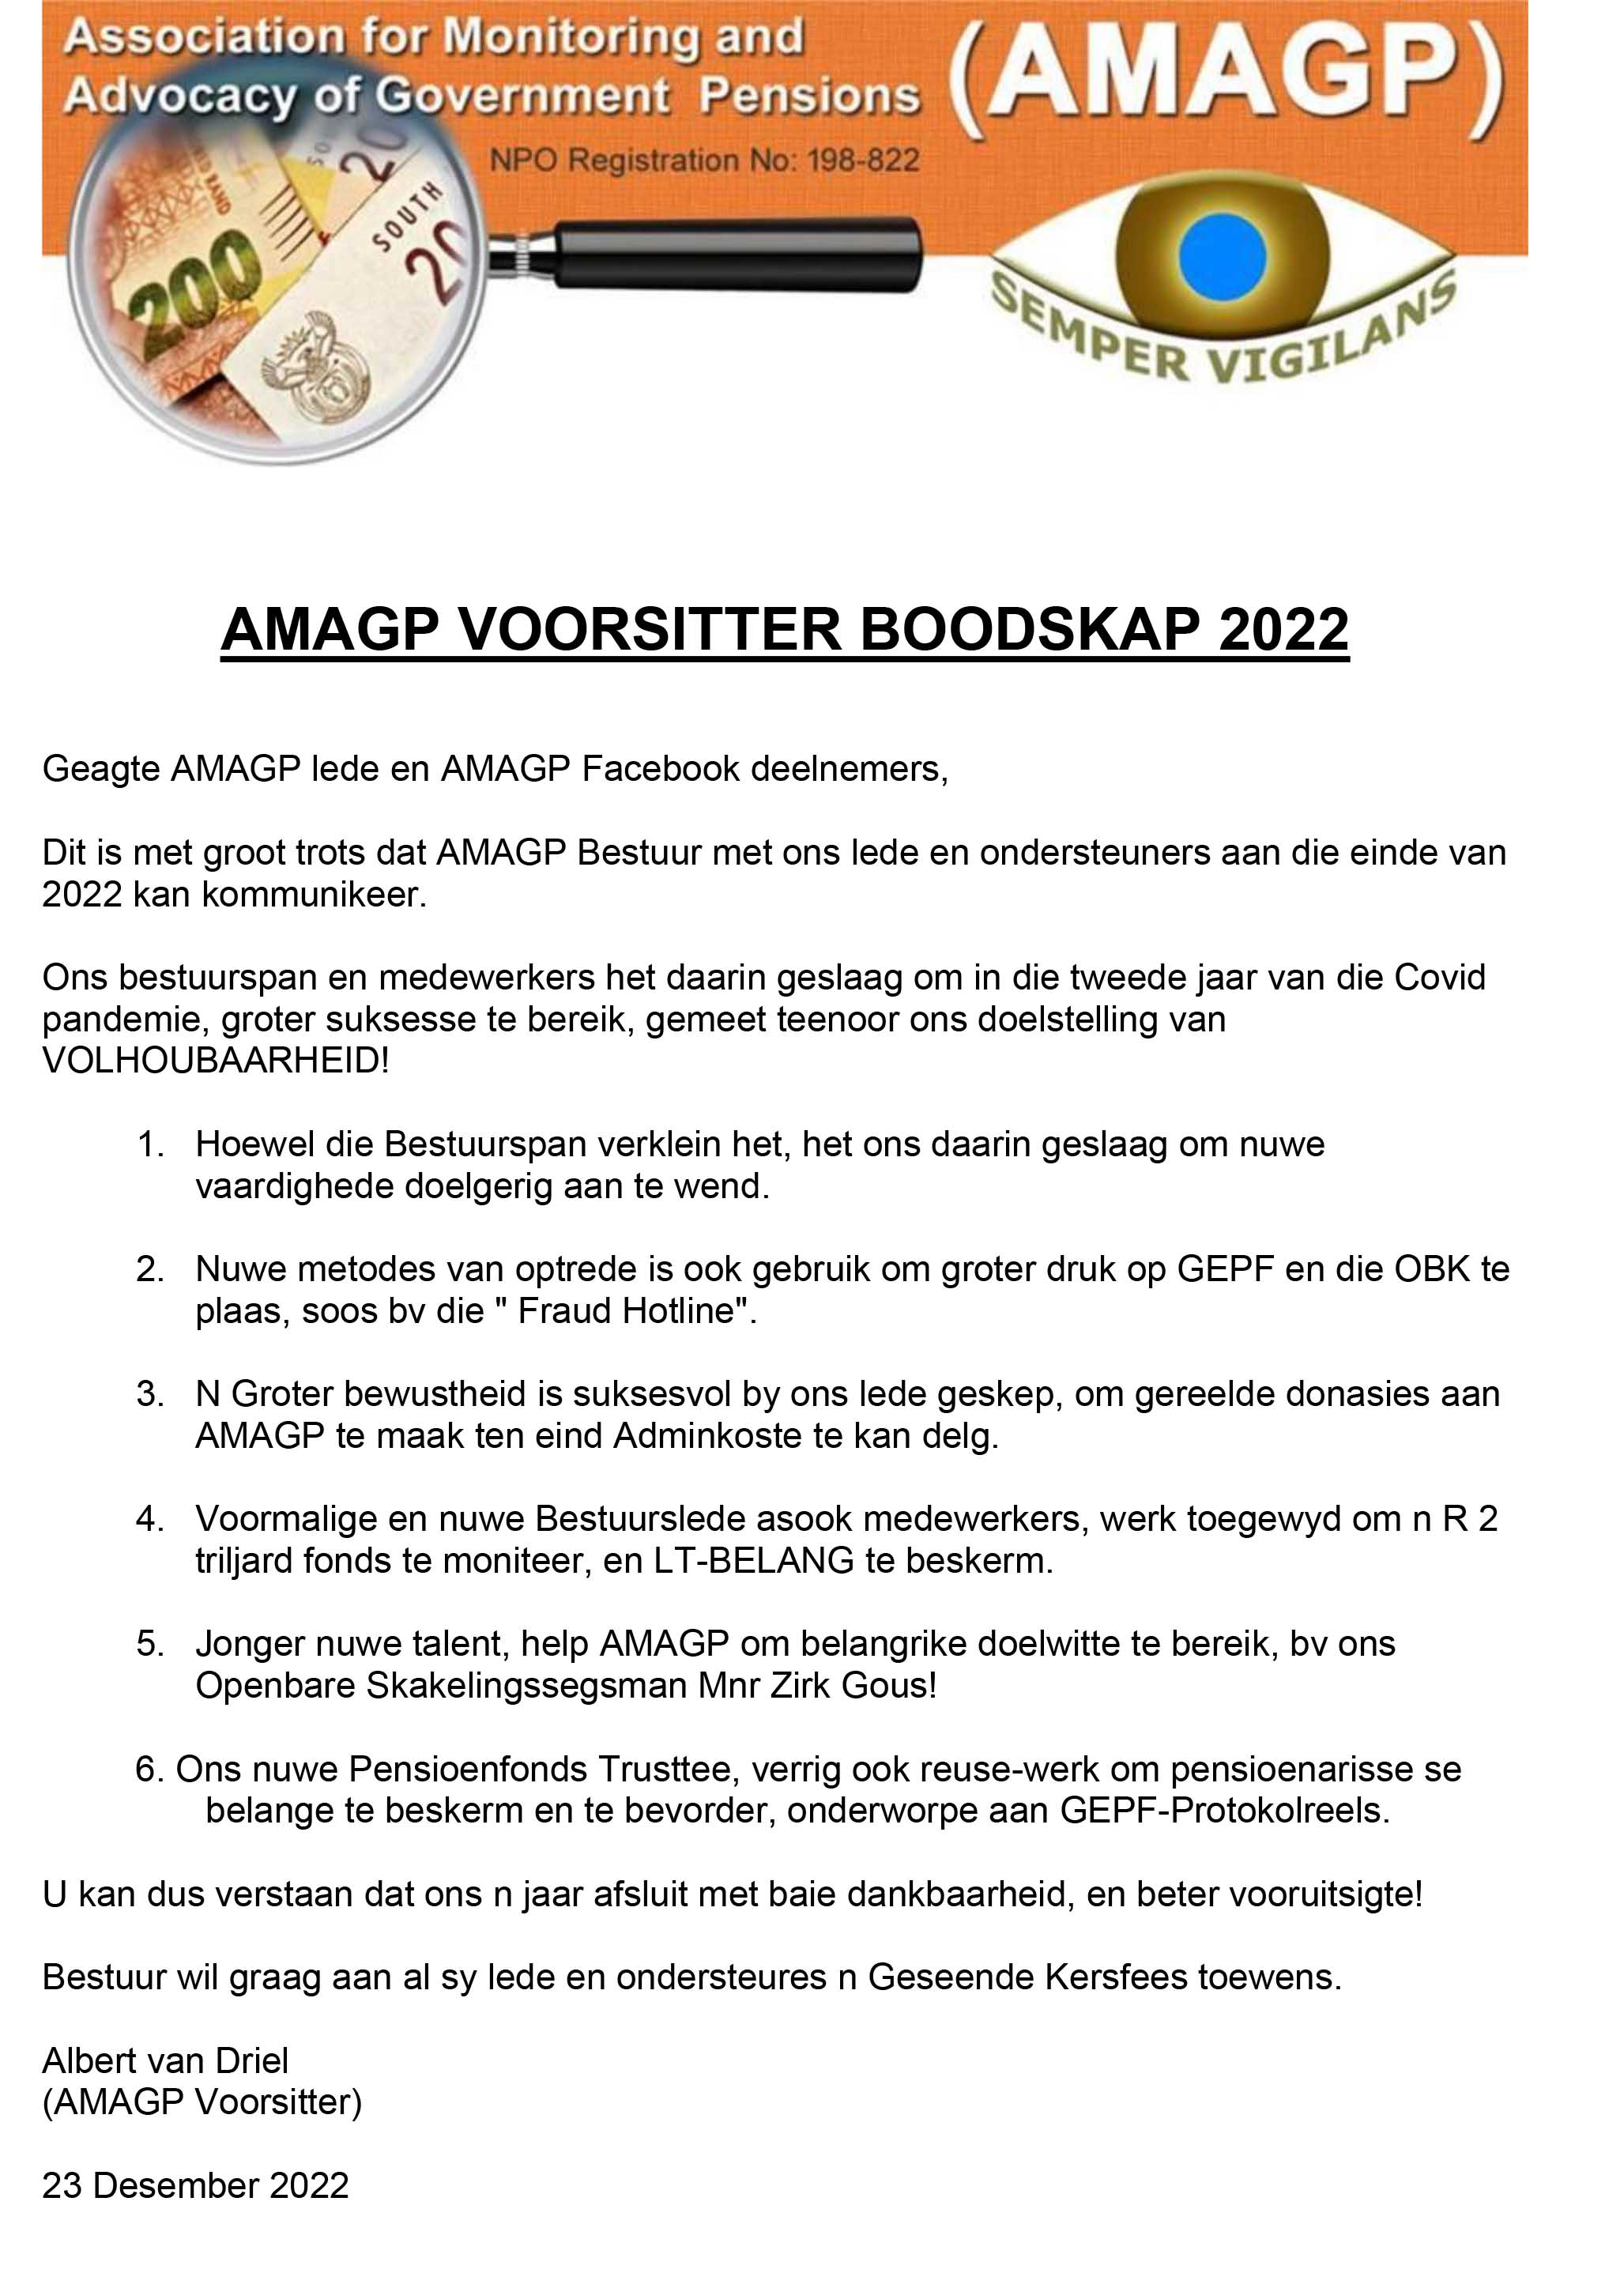 Association for Monitoring and
Advocacy of Government Pensions
(AMAGP)
NPO Registration No: 198-822
200
20
SOUTH
20
SEMPER VIGILANS
AMAGP VOORSITTER BOODSKAP 2022
Geagte AMAGP lede en AMAGP Facebook deelnemers,
Dit is met groot trots dat AMAGP Bestuur met ons lede en ondersteuners aan die einde van
2022 kan kommunikeer.
Ons bestuurspan en medewerkers het daarin geslaag om in die tweede jaar van die Covid
pandemie, groter suksesse te bereik, gemeet teenoor ons doelstelling van
VOLHOUBAARHEID!
1. Hoewel die Bestuurspan verklein het, het ons daarin geslaag om nuwe
vaardighede doelgerig aan te wend.
2. Nuwe metodes van optrede is ook gebruik om groter druk op GEPF en die OBK te
plaas, soos bv die " Fraud Hotline".
3. N Groter bewustheid is suksesvol by ons lede geskep, om gereelde donasies aan
AMAGP te maak ten eind Adminkoste te kan delg.
4. Voormalige en nuwe Bestuurslede asook medewerkers, werk toegewyd om n R 2
triljard fonds te moniteer, en LT-BELANG te beskerm.
5. Jonger nuwe talent, help AMAGP om belangrike doelwitte te bereik, bv ons
Openbare Skakelingssegsman Mnr Zirk Gous!
6. Ons nuwe Pensioenfonds Trusttee, verrig ook reuse-werk om pensioenarisse se
belange te beskerm en te bevorder, onderworpe aan GEPF-Protokolreels.
U kan dus verstaan dat ons n jaar afsluit met baie dankbaarheid, en beter vooruitsigte!
Bestuur wil graag aan al sy lede en ondersteures n Geseende Kersfees toewens.
Albert van Driel
(AMAGP Voorsitter)
23 Desember 2022